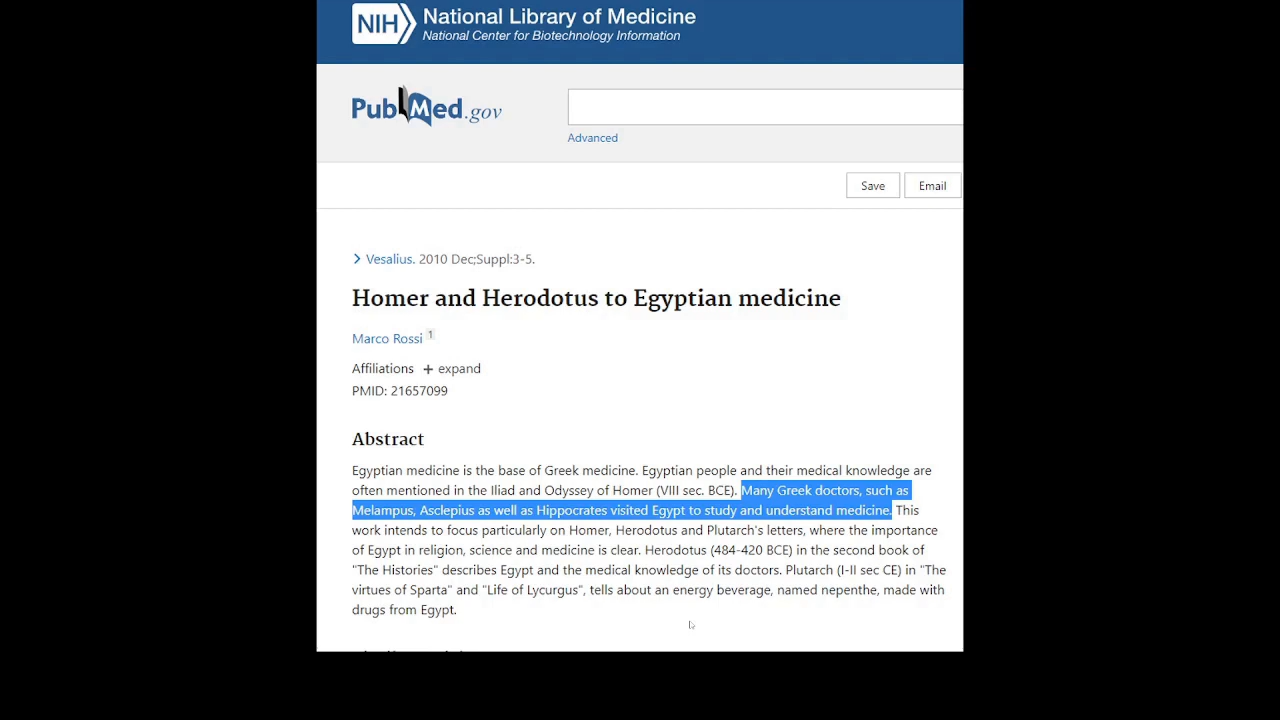 NIH National Library of Medicine
National Center for Biotechnology Information
PubMed.gov
Advanced
Save Email
Vesalius. 2010 Dec;Suppl:3-5.
Homer and Herodotus to Egyptian medicine
Marco Rossi 1
Affiliations + expand
PMID: 21657099
Abstract
Egyptian medicine is the base of Greek medicine. Egyptian people and their medical knowledge are
often mentioned in the Iliad and Odyssey of Homer (VIII sec. BCE). Many Greek doctors, such as
Melampus, Asclepius as well as Hippocrates visited Egypt to study and understand medicine. This
work intends to focus particularly on Homer, Herodotus and Plutarch's letters, where the importance
of Egypt in religion, science and medicine is clear. Herodotus (484-420 BCE) in the second book of
"The Histories" describes Egypt and the medical knowledge of its doctors. Plutarch (I-II sec CE) in "The
virtues of Sparta" and "Life of Lycurgus", tells about an energy beverage, named nepenthe, made with
drugs from Egypt.